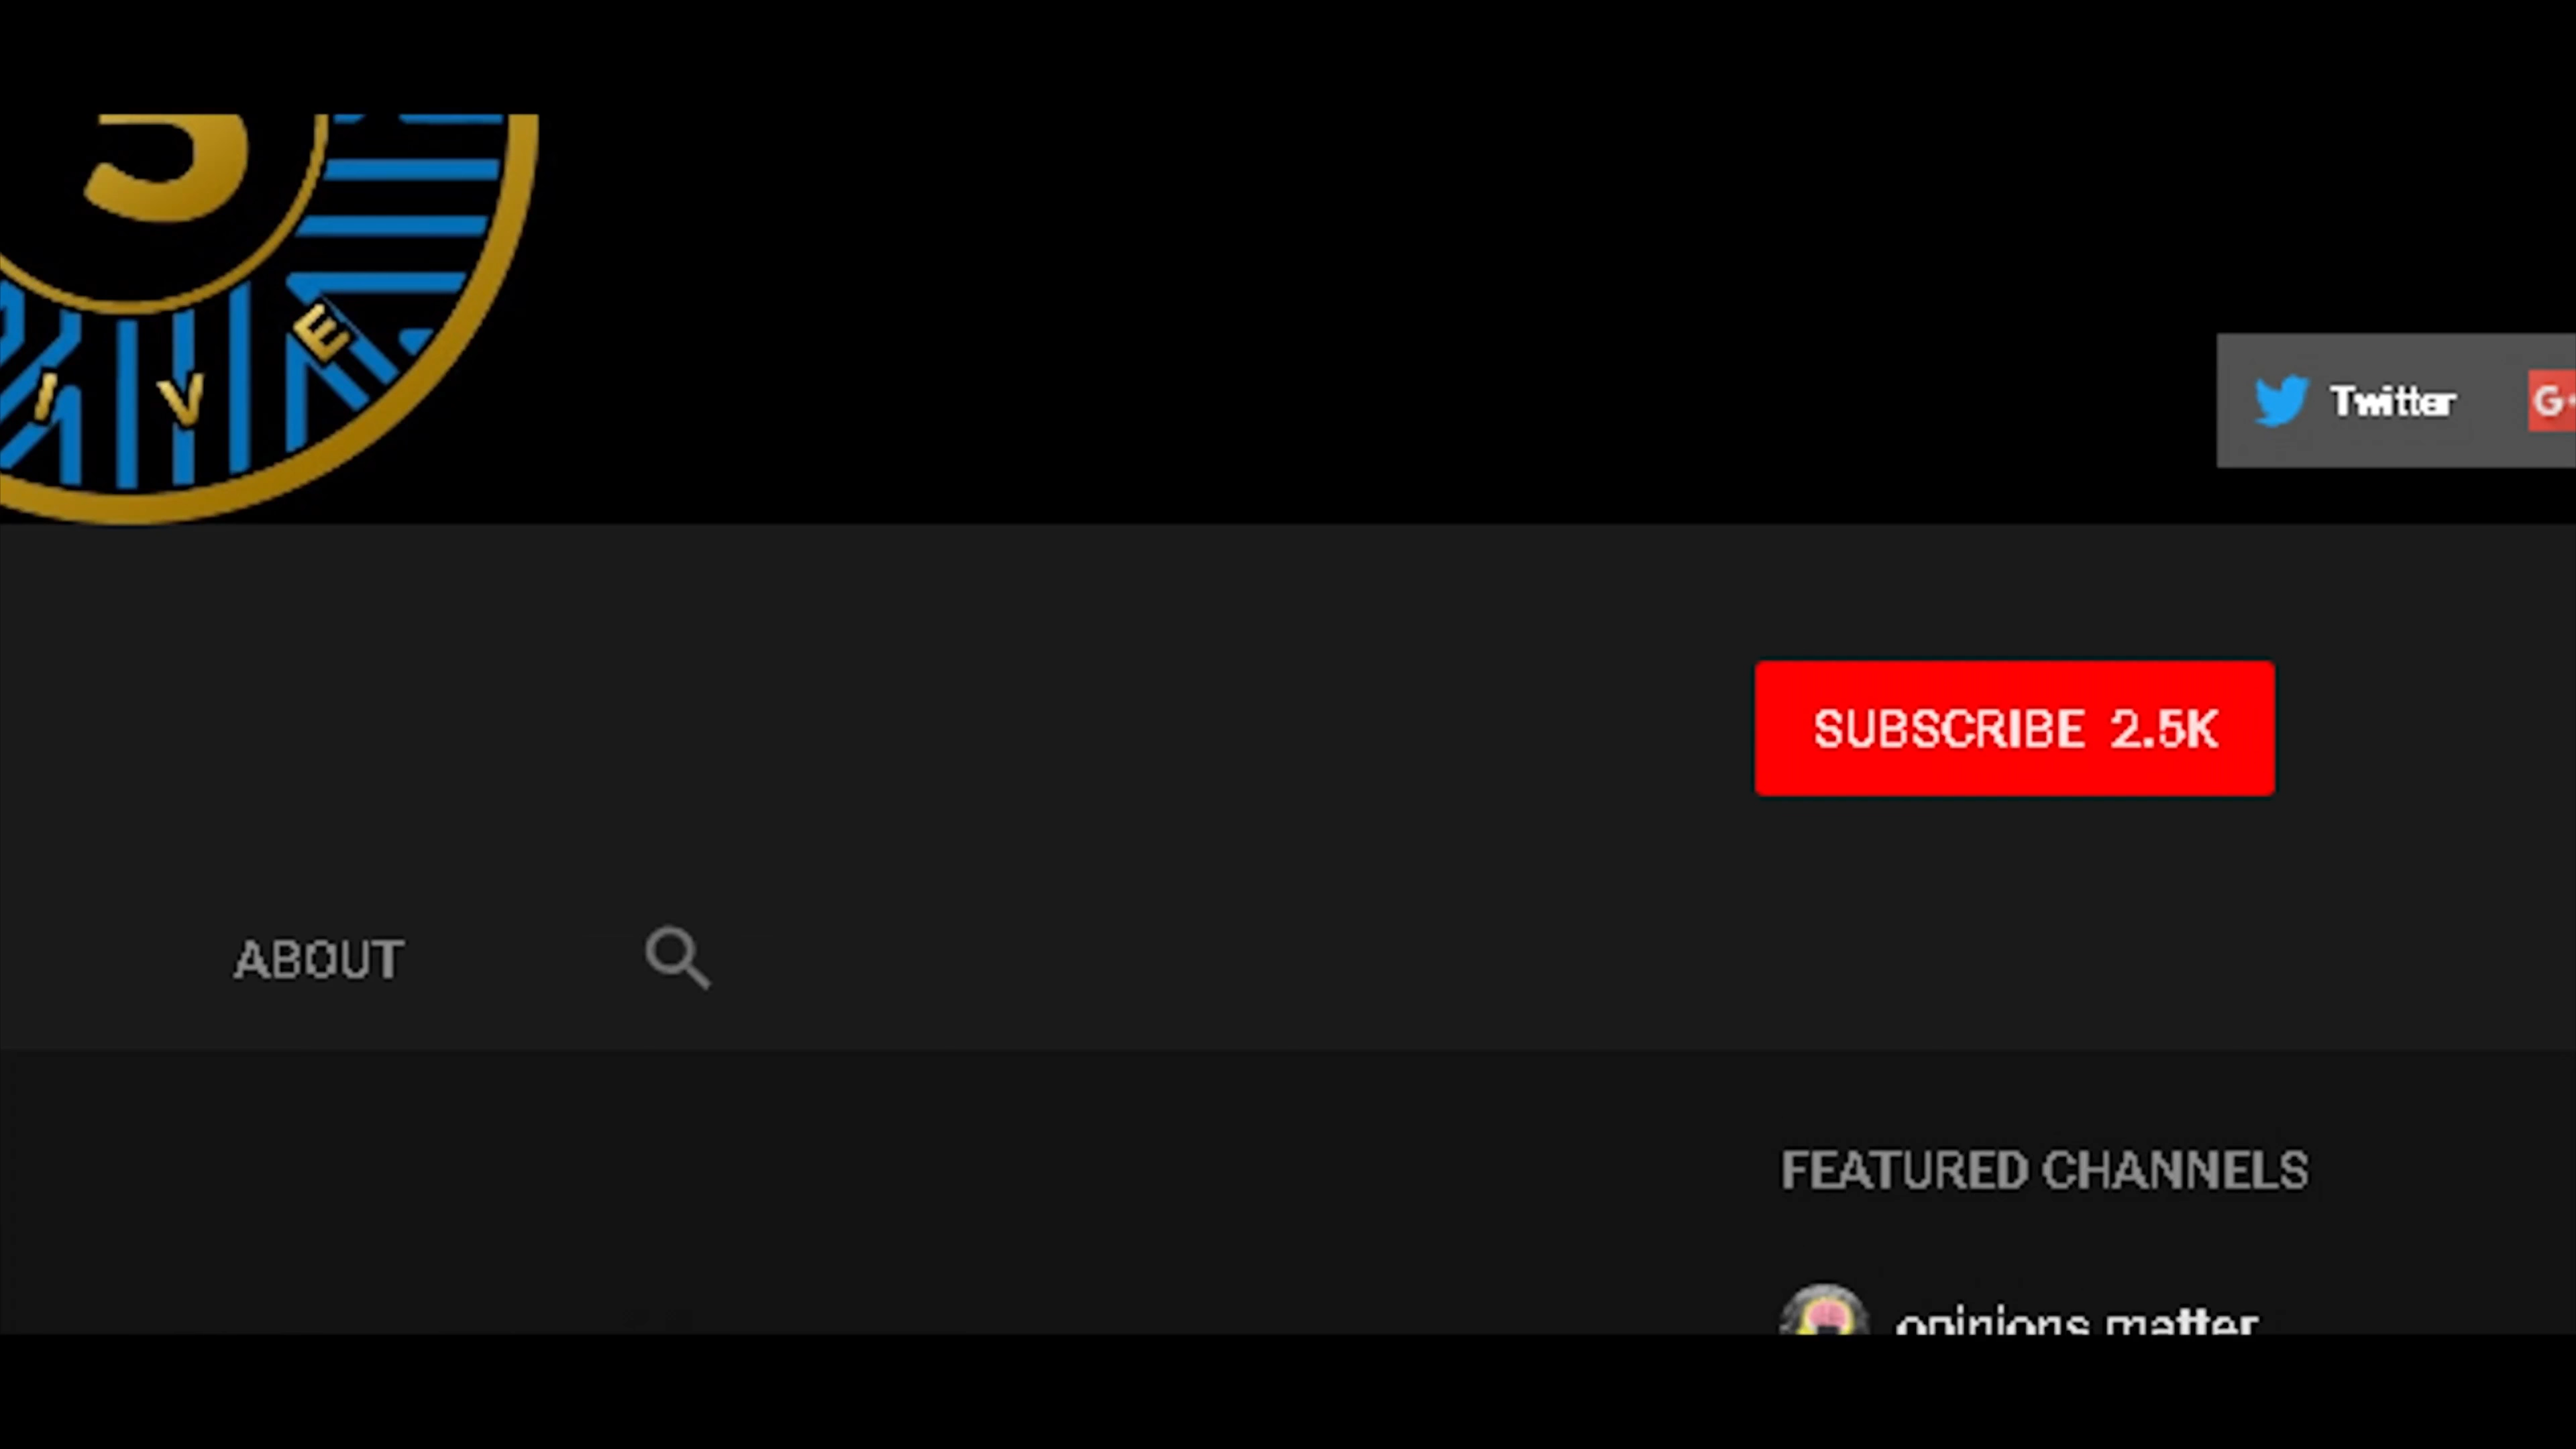 S
I V E
Twitter
G+
SUBSCRIBE 2.5K
ABOUT
FEATURED CHANNELS
opinions matter